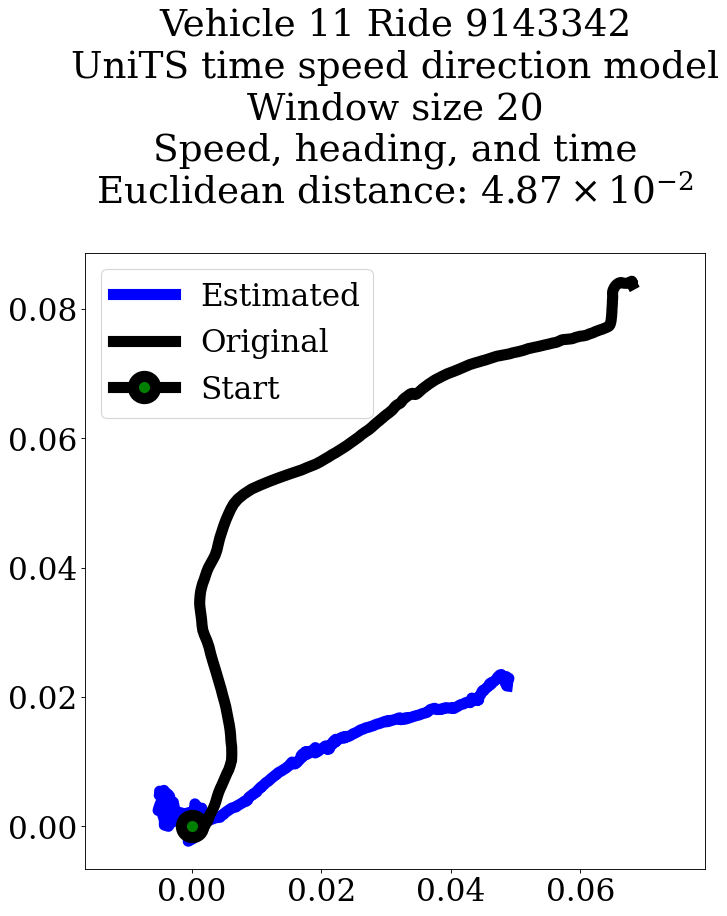 Vehicle 11 Ride 9143342
UniTS time speed direction model
Window size 20
Speed, heading, and time
Euclidean distance: 4.87 × 10⁻²
Estimated
Original
Start
0.08
0.06
0.04
0.02
0.00
0.00 0.02 0.04 0.06